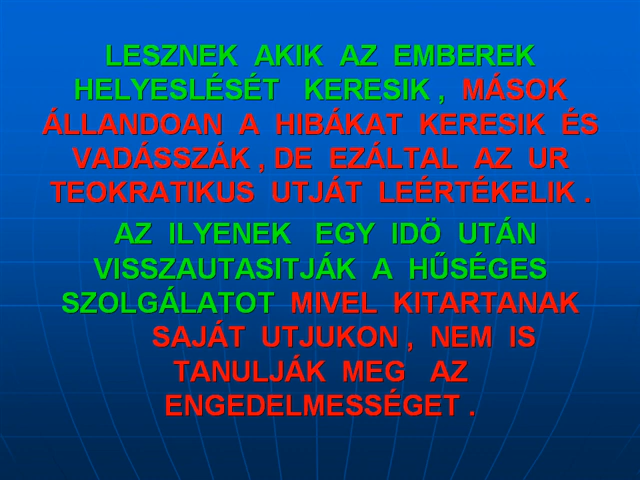 LESZNEK AKIK AZ EMBEREK
HELYESLÉSÉT KERESIK , MÁSOK
ÁLLANDOAN A HIBÁKAT KERESIK ÉS
VADÁSSZÁK , DE EZÁLTAL AZ UR
TEOKRATIKUS UTJÁT LEÉRTÉKELIK .
AZ ILYENEK EGY IDÖ UTÁN
VISSZAUTASITJÁK A HŰSÉGES
SZOLGÁLATOT MIVEL KITARTANAK
SAJÁT UTJUKON , NEM IS
TANULJÁK MEG AZ
ENGEDELMESSÉGET .